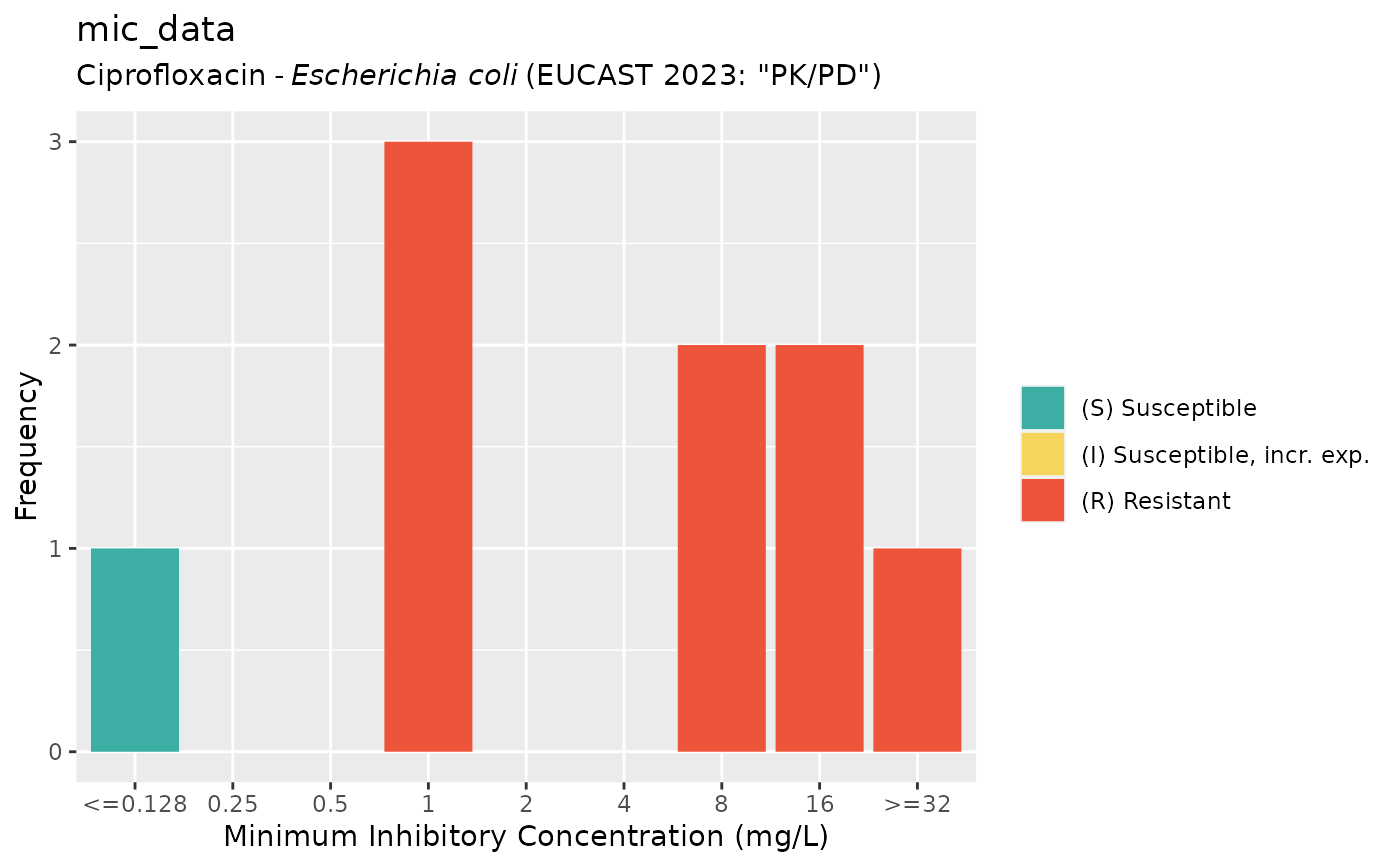 mic_data
Ciprofloxacin - Escherichia coli (EUCAST 2023: "PK/PD")
3
2
1
0
Frequency
<=0.128 0.25 0.5 1 2 4 8 16 >=32
Minimum Inhibitory Concentration (mg/L)
(S) Susceptible
(I) Susceptible, incr. exp.
(R) Resistant